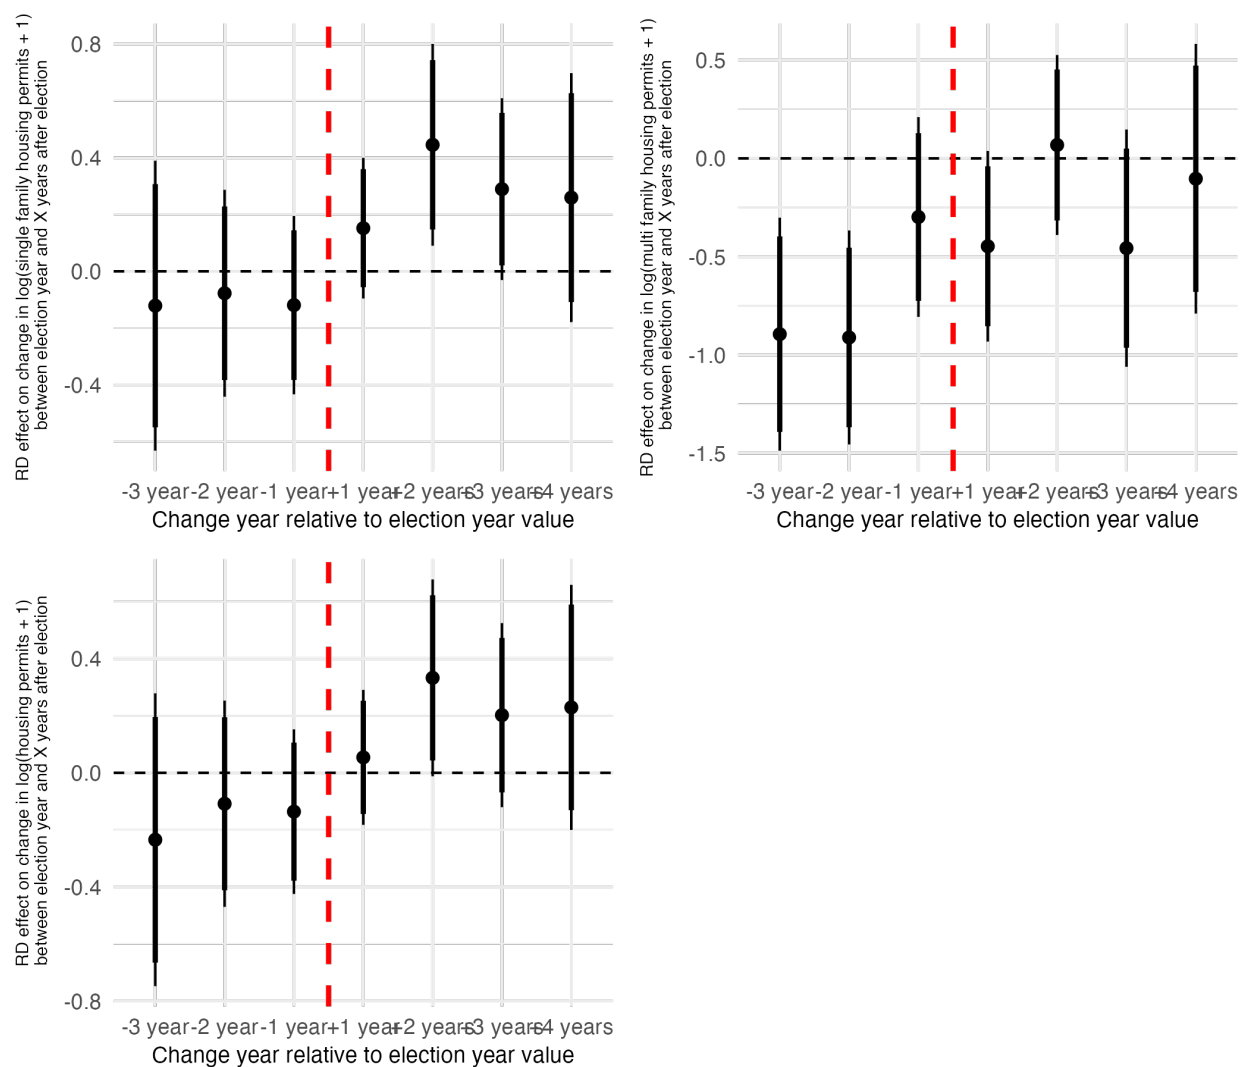 RD effect on change in log(single family housing permits + 1)
between election year and X years after election
0.8
0.4
0.0
-0.4
-3 year
-2 year
-1 year
+1 year
+2 years
+3 years
+4 years
Change year relative to election year value
RD effect on change in log(multi family housing permits + 1)
between election year and X years after election
0.5
0.0
-0.5
-1.0
-1.5
-3 year
-2 year
-1 year
+1 year
+2 years
+3 years
+4 years
Change year relative to election year value
RD effect on change in log(housing permits + 1)
between election year and X years after election
0.4
0.0
-0.4
-0.8
-3 year
-2 year
-1 year
+1 year
+2 years
+3 years
+4 years
Change year relative to election year value